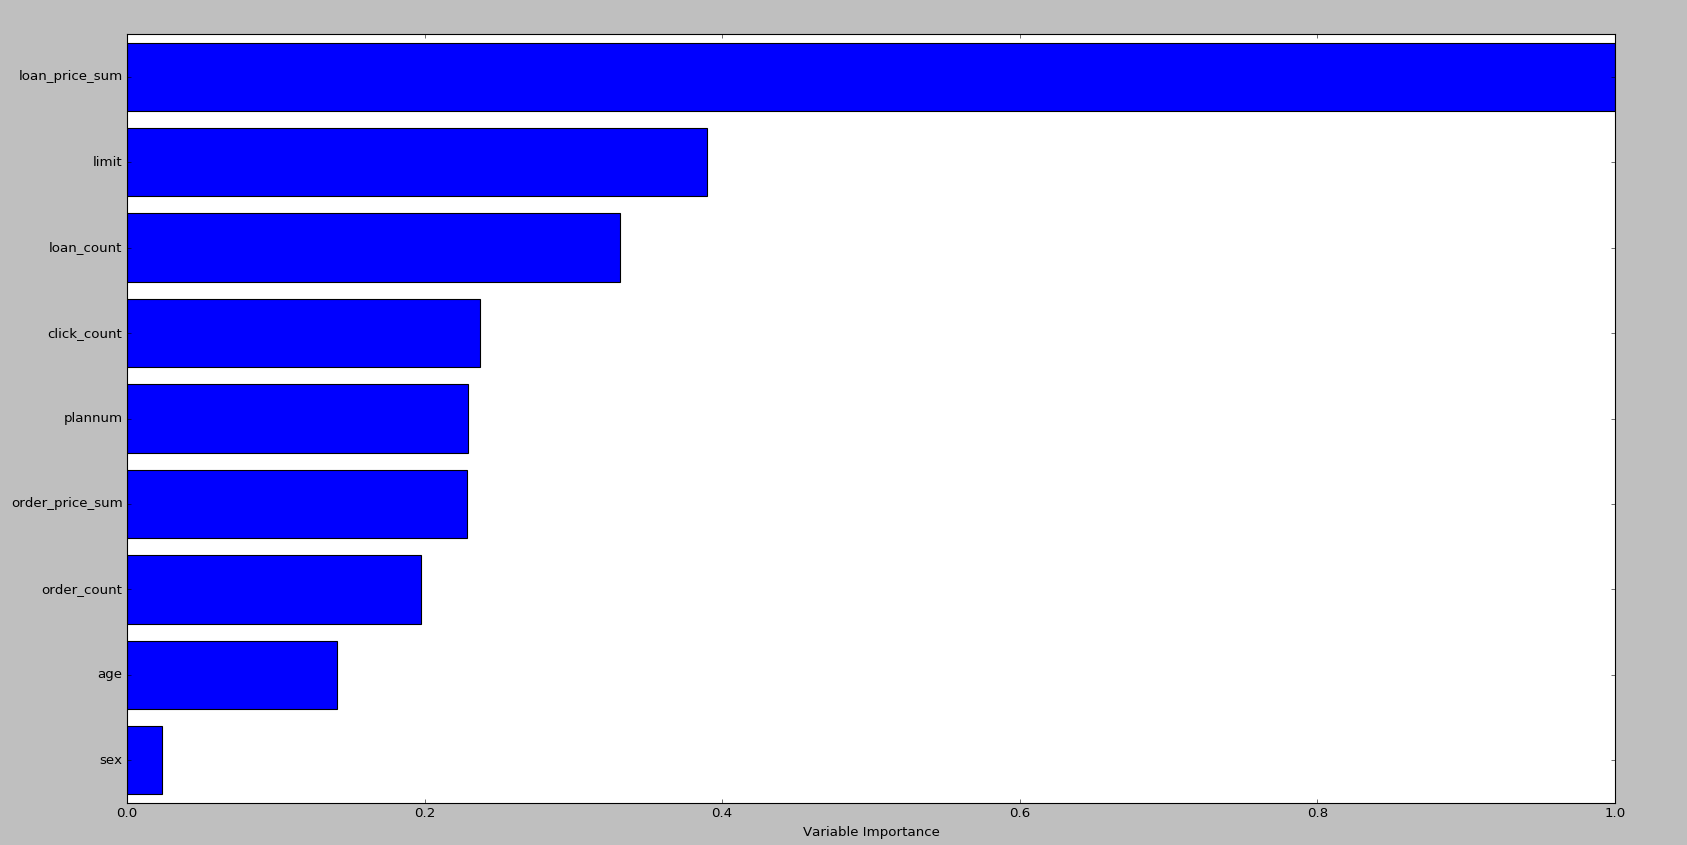 loan_price_sum
limit
loan_count
click_count
plannum
order_price_sum
order_count
age
sex
0.0 0.2 0.4 0.6 0.8 1.0
Variable Importance